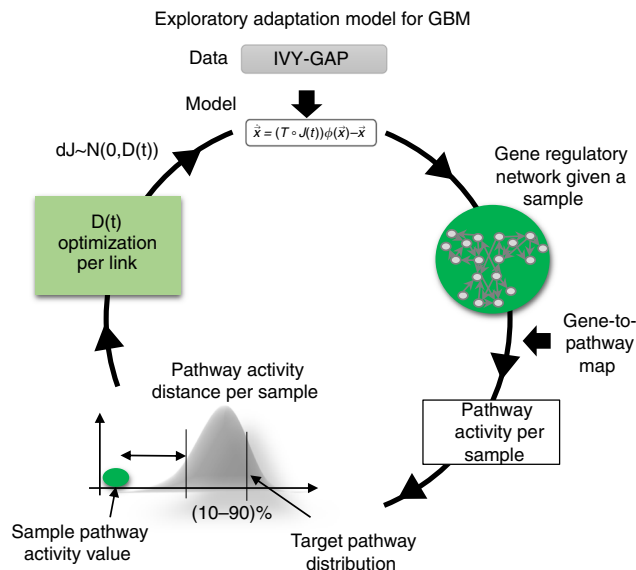 Exploratory adaptation model for GBM
Data
IVY-GAP
Model
ẋ = (T ∘ J(t))ϕ(x⃗)–x⃗
dJ~N(0,D(t))
Gene regulatory
network given a
sample
D(t)
optimization
per link
Gene-to-
pathway
map
Pathway activity
distance per sample
Pathway
activity per
sample
(10–90)%
Sample pathway
activity value
Target pathway
distribution